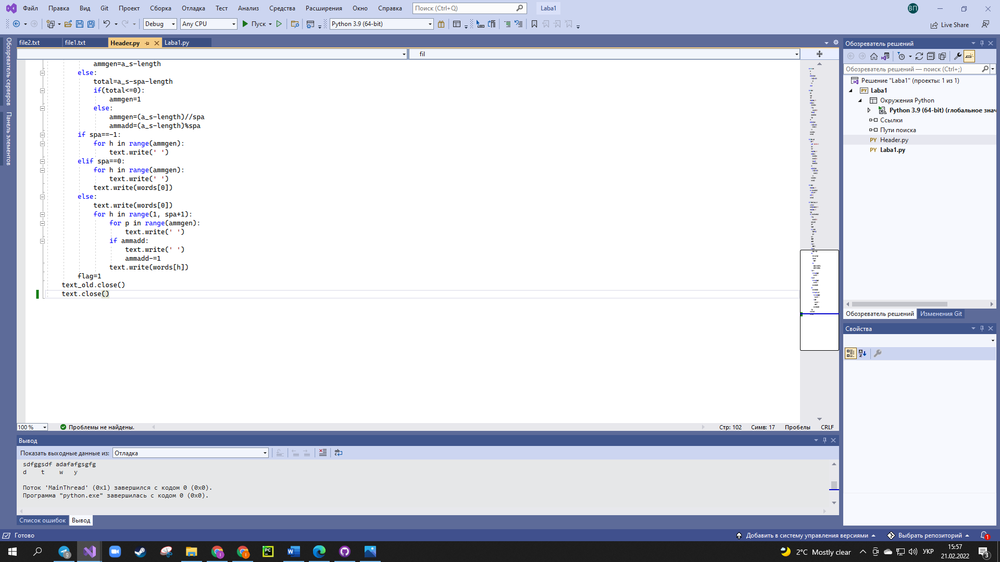 Файл Правка Вид Git Проект Сборка Отладка Тест Анализ Средства Расширения Окно Справка Поиск (Ctrl+Q) Laba1 ВП
Debug Any CPU Пуск Python 3.9 (64-bit) Live Share
Обозреватель серверов
Панель элементов
file2.txt file1.txt Header.py Laba1.py
fil
ammgen=a_s-length
else:
total=a_s-spa-length
if(total<=0):
ammgen=1
else:
ammgen=(a_s-length)//spa
ammadd=(a_s-length)%spa
if spa==-1:
for h in range(ammgen):
text.write(' ')
elif spa==0:
for h in range(ammgen):
text.write(' ')
text.write(words[0])
else:
text.write(words[0])
for h in range(1, spa+1):
for p in range(ammgen):
text.write(' ')
if ammadd:
text.write(' ')
ammadd-=1
text.write(words[h])
flag=1
text_old.close()
text.close()
100 % Проблемы не найдены. Стр: 102 Симв: 17 Пробелы CRLF
Вывод
Показать выходные данные из: Отладка
sdfggsdf adafafgsgfg
d t w y
Поток 'MainThread' (0x1) завершился с кодом 0 (0x0).
Программа "python.exe" завершилась с кодом 0 (0x0).
Список ошибок Вывод
Обозреватель решений
Обозреватель решений — поиск (Ctrl+;)
Решение "Laba1" (проекты: 1 из 1)
PY Laba1
Окружения Python
Python 3.9 (64-bit) (глобальное знач
Ссылки
Пути поиска
PY Header.py
PY Laba1.py
Обозреватель решений Изменения Git
Свойства
Готово Добавить в систему управления версиями Выбрать репозиторий 1
9 PC W 2°C Mostly clear УКР 15:57
21.02.2022 3